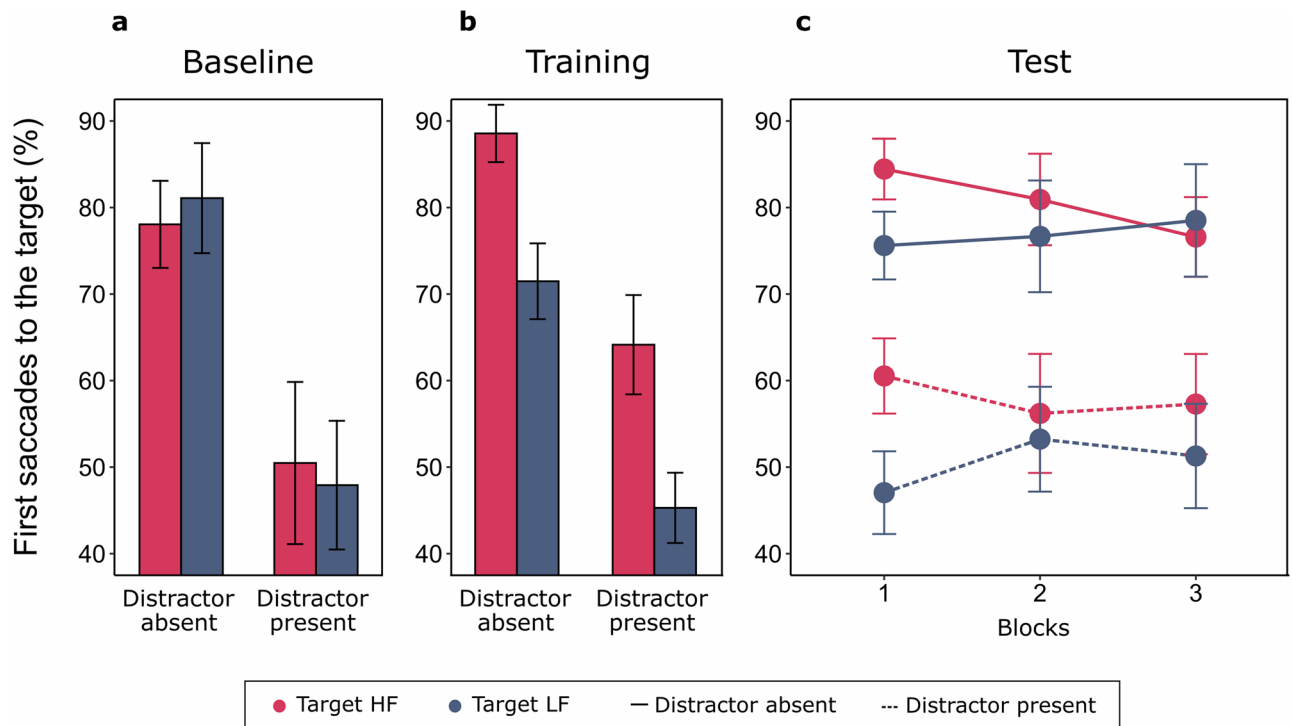 a
Baseline
b
Training
c
Test
First saccades to the target (%)
90
80
70
60
50
40
Distractor absent
Distractor present
90
80
70
60
50
40
Distractor absent
Distractor present
90
80
70
60
50
40
1
2
3
Blocks
Target HF
Target LF
Distractor absent
Distractor present